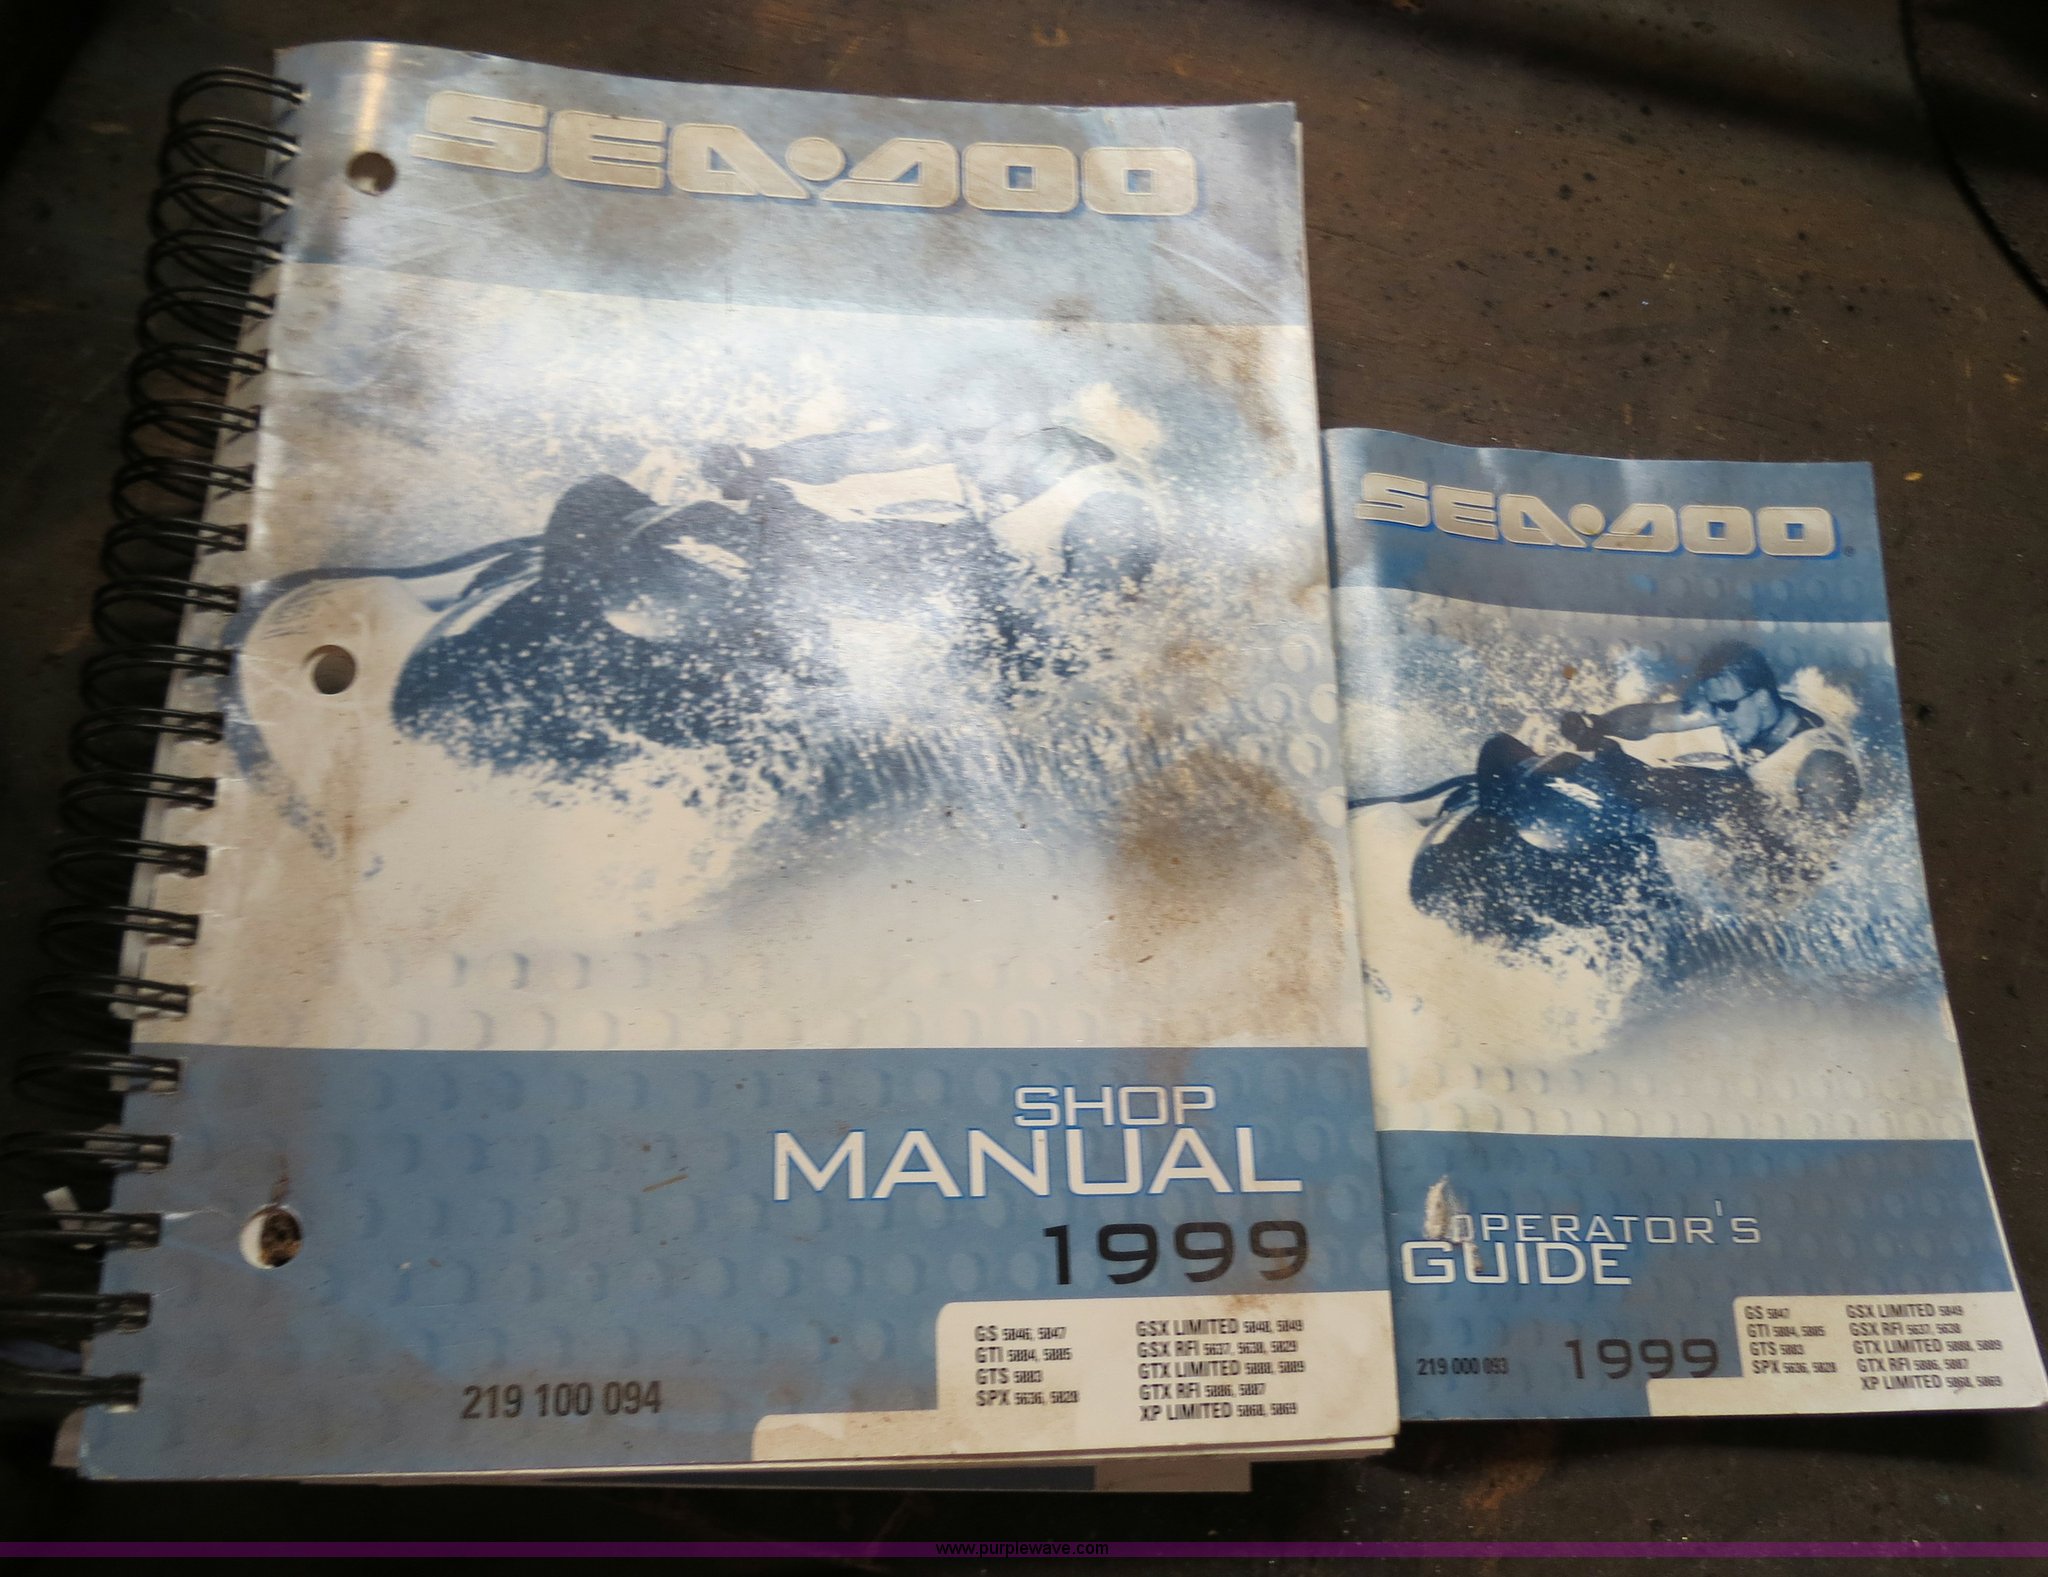 SEA-DOO
SHOP
MANUAL
1999
219 100 094
GS 5846, 5847
GTI 5884, 5885
GTS 5883
SPX 5636, 5828
GSX LIMITED 5848, 5849
GSX RFI 5637, 5638, 5829
GTX LIMITED 5888, 5889
GTX RFI 5886, 5887
XP LIMITED 5868, 5869
SEA-DOO
OPERATOR'S
GUIDE
219 000 093
1999
GS 5847
GTI 5884, 5885
GTS 5883
SPX 5636, 5828
GSX LIMITED 5849
GSX RFI 5637, 5638
GTX LIMITED 5888, 5889
GTX RFI 5886, 5887
XP LIMITED 5868, 5869
www.purplewave.com